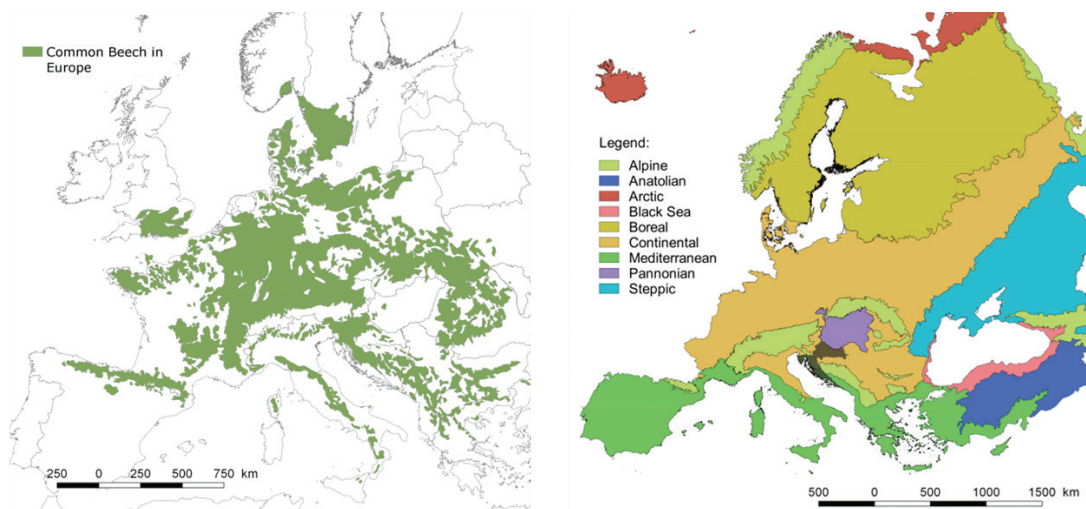 Common Beech in
Europe
250 0 250 500 750 km
Legend:
Alpine
Anatolian
Arctic
Black Sea
Boreal
Continental
Mediterranean
Pannonian
Steppic
500 0 500 1000 1500 km